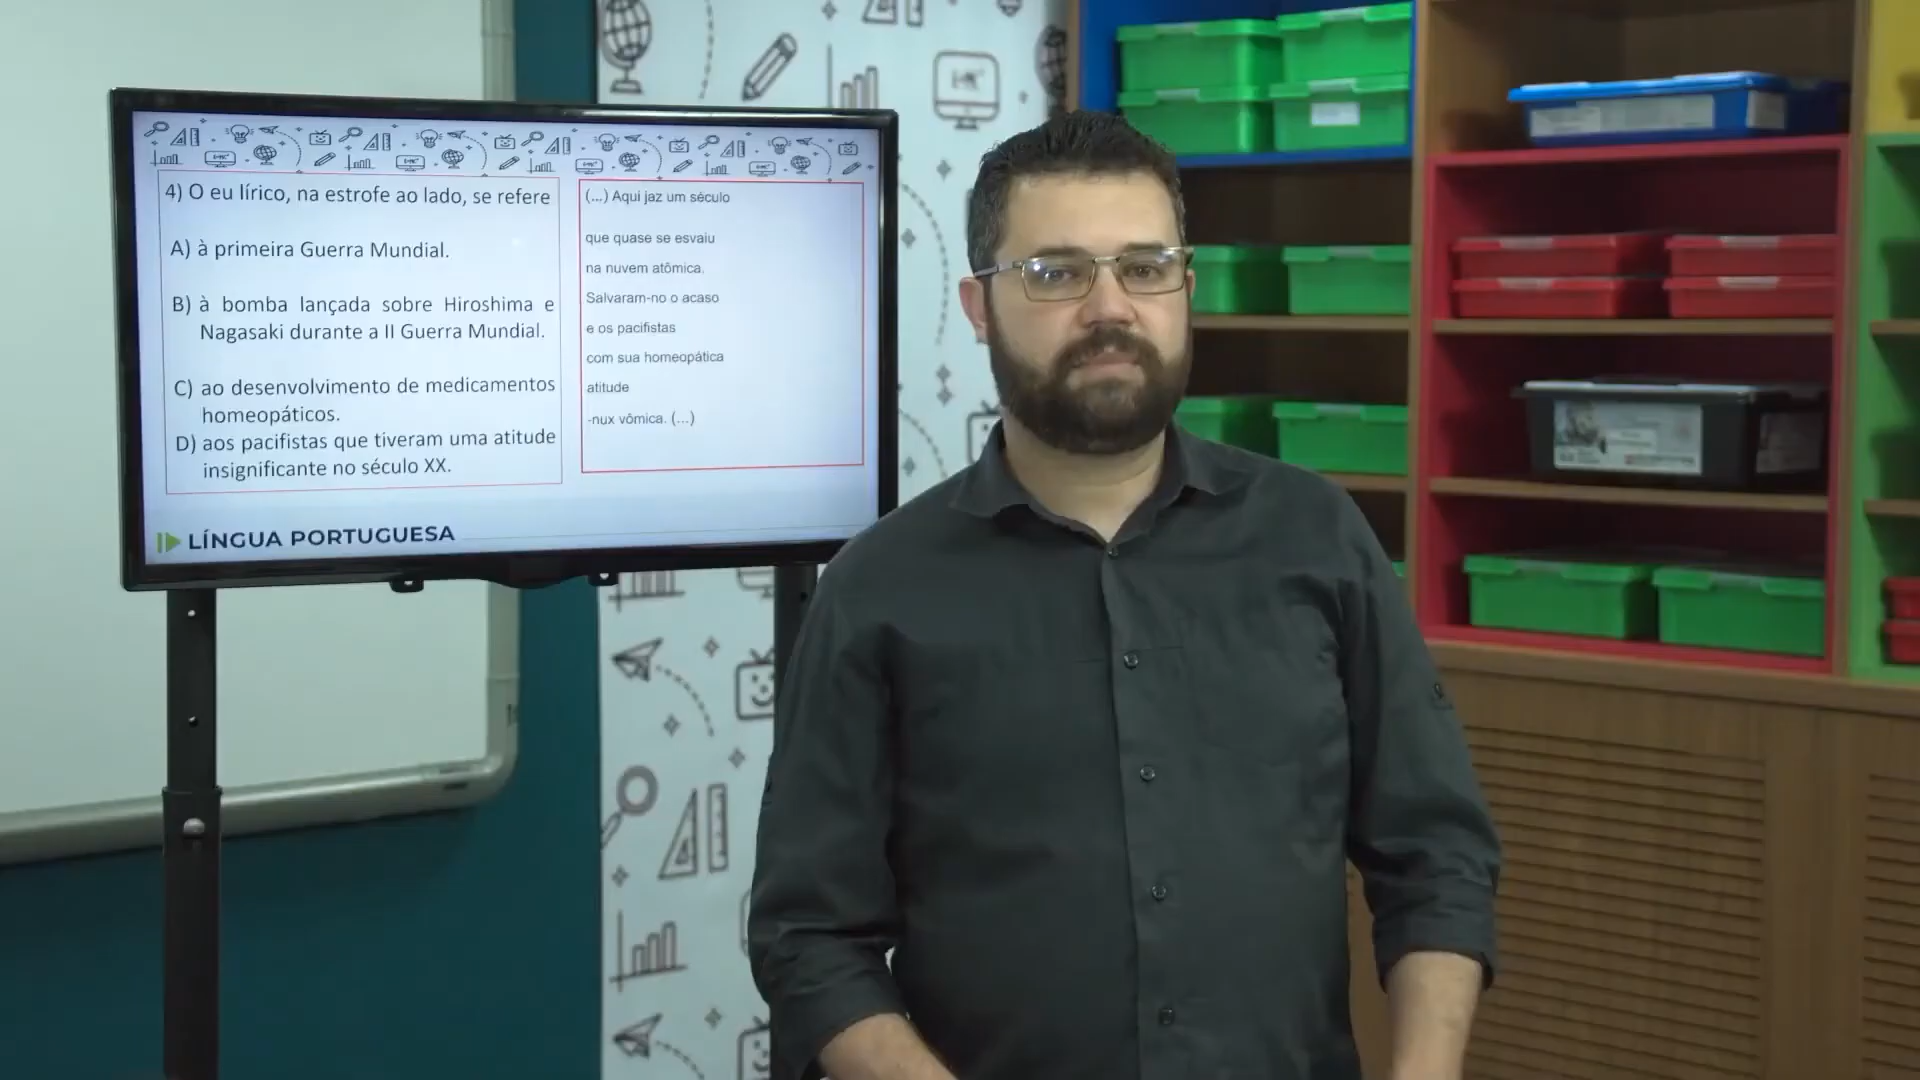 4) O eu lírico, na estrofe ao lado, se refere
A) à primeira Guerra Mundial.
B) à bomba lançada sobre Hiroshima e
Nagasaki durante a II Guerra Mundial.
C) ao desenvolvimento de medicamentos
homeopáticos.
D) aos pacifistas que tiveram uma atitude
insignificante no século XX.
(...) Aqui jaz um século
que quase se esvaiu
na nuvem atômica.
Salvaram-no o acaso
e os pacifistas
com sua homeopática
atitude
-nux vômica. (...)
LÍNGUA PORTUGUESA